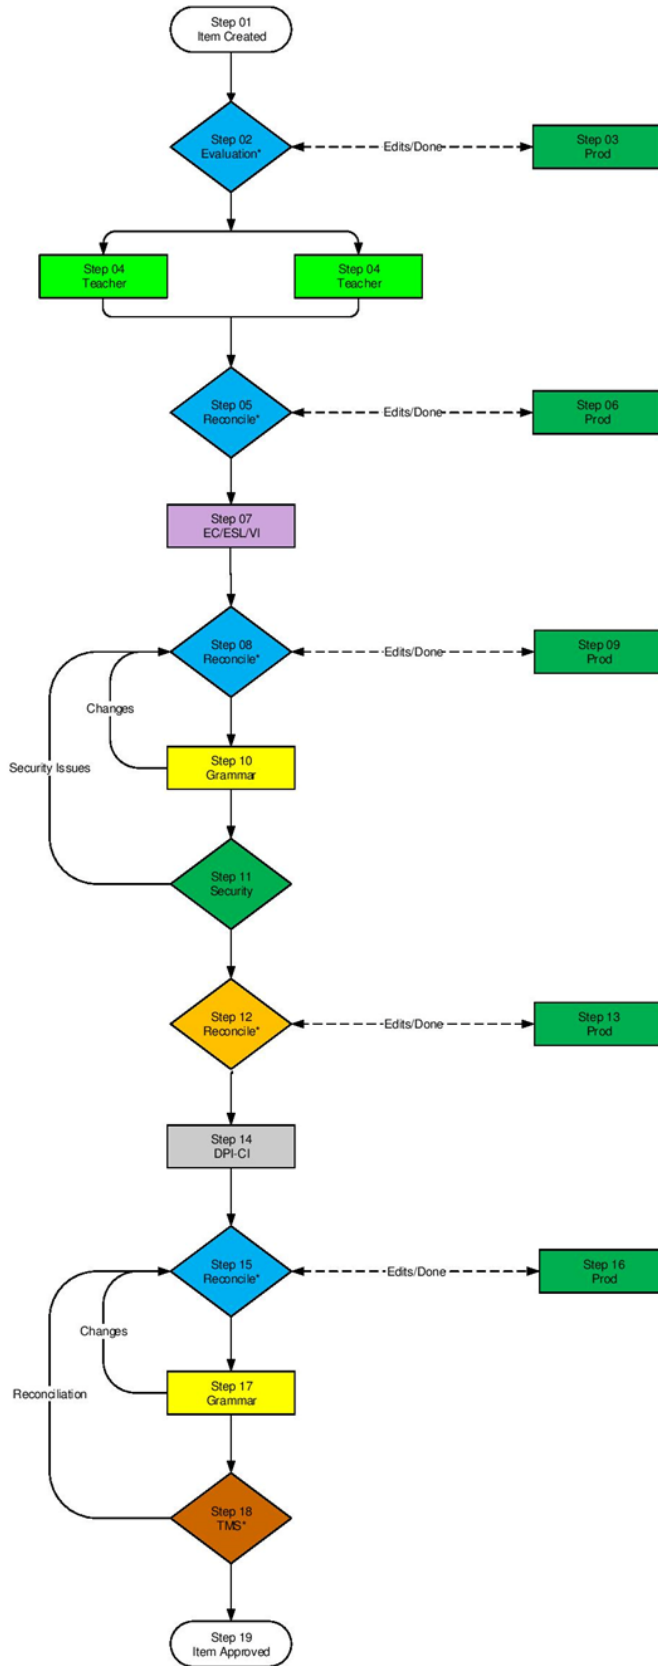 Step 01
Item Created
Step 02
Evaluation*
Edits/Done
Step 03
Prod
Step 04
Teacher
Step 04
Teacher
Step 05
Reconcile*
Edits/Done
Step 06
Prod
Step 07
EC/ESL/VI
Step 08
Reconcile*
Edits/Done
Step 09
Prod
Changes
Security Issues
Step 10
Grammar
Step 11
Security
Step 12
Reconcile*
Edits/Done
Step 13
Prod
Step 14
DPI-CI
Step 15
Reconcile*
Edits/Done
Step 16
Prod
Changes
Reconciliation
Step 17
Grammar
Step 18
TMS*
Step 19
Item Approved